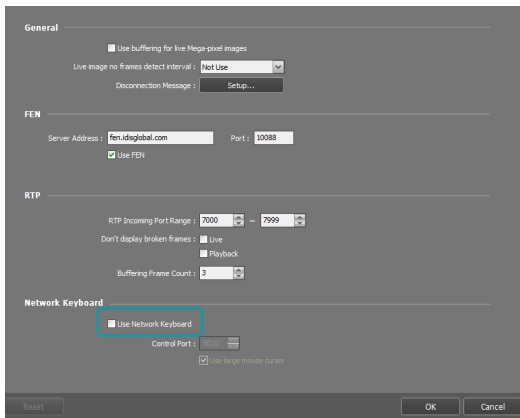 General
Use buffering for live Mega-pixel images
Live image no frames detect interval : Not Use
Disconnection Message : Setup...
FEN
Server Address : fen.idisglobal.com Port : 10088
Use FEN
RTP
RTP Incoming Port Range : 7000 ~ 7999
Don't display broken frames : Live
Playback
Buffering Frame Count : 3
Network Keyboard
Use Network Keyboard
Control Port : 8010
Use large mouse cursor
Reset OK Cancel